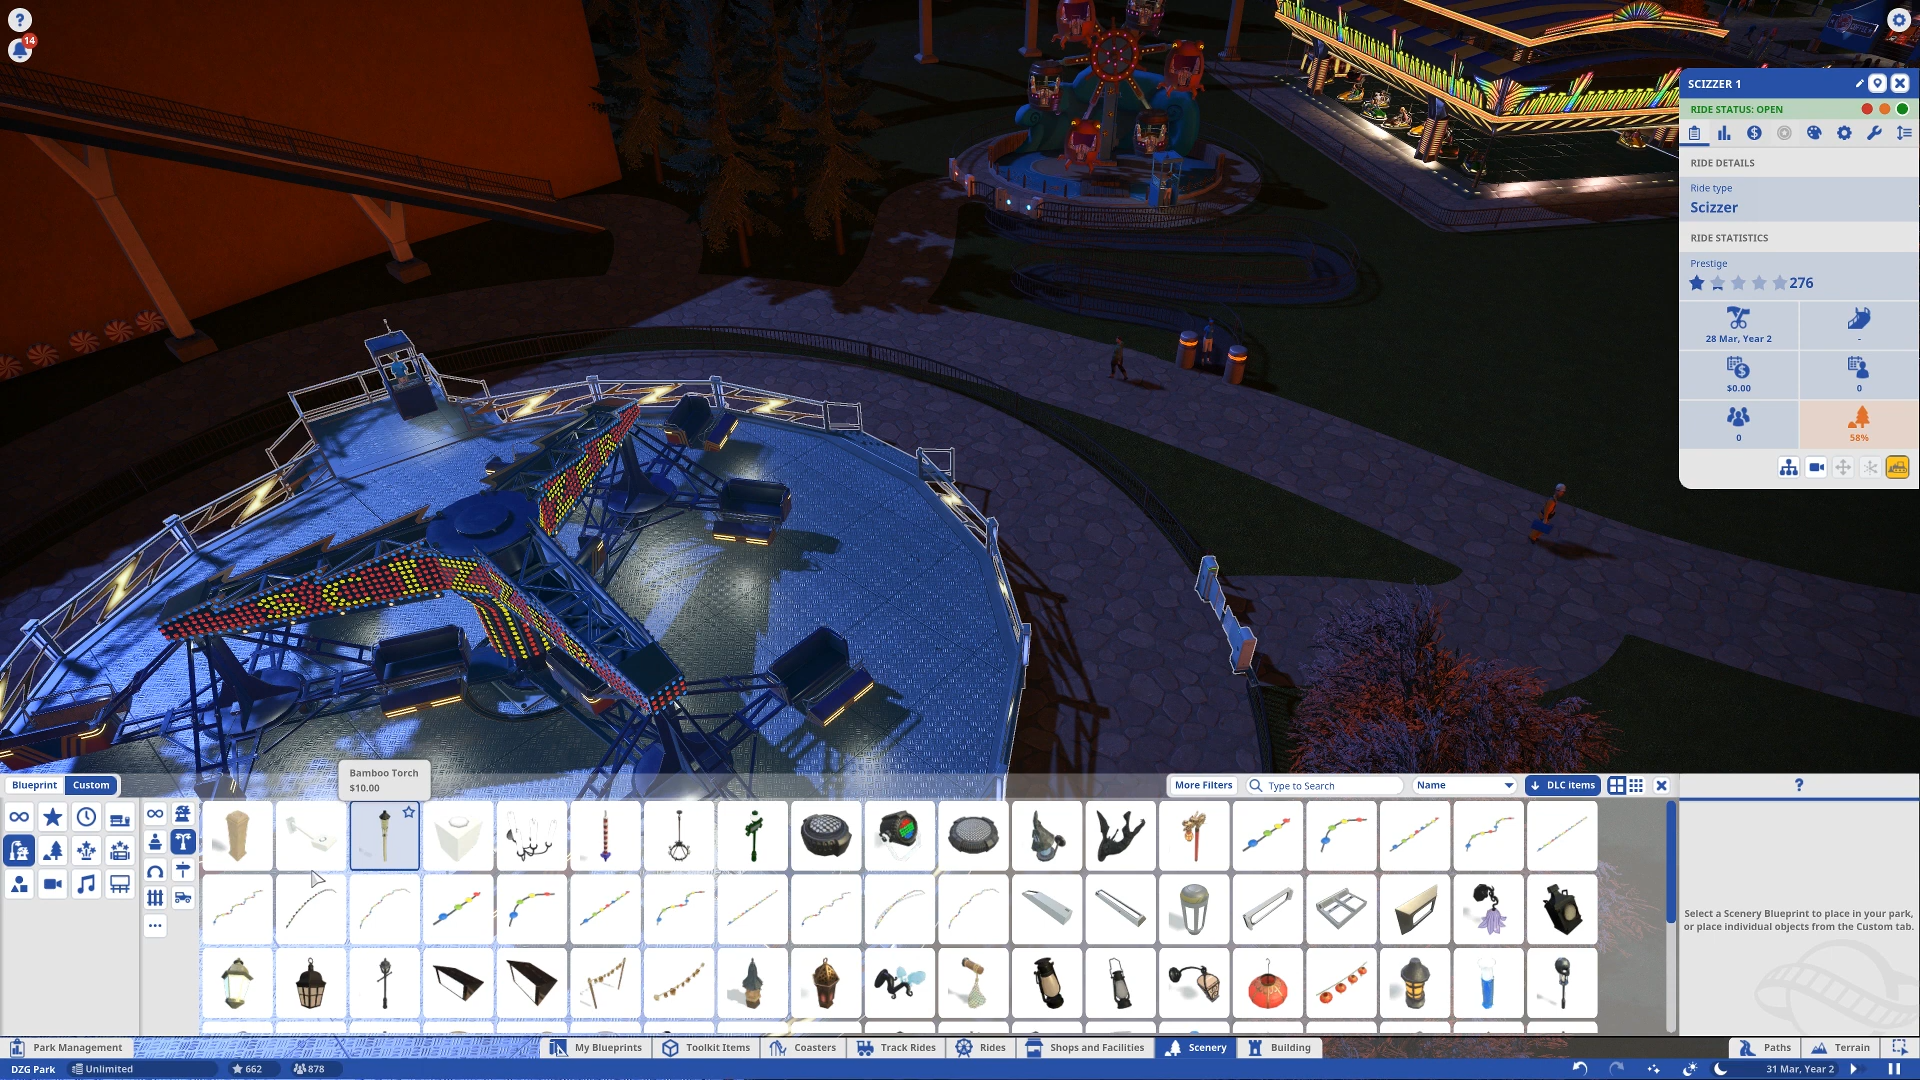 ?
14
SCIZZER 1
RIDE STATUS: OPEN
RIDE DETAILS
Ride type
Scizzer
RIDE STATISTICS
Prestige
276
28 Mar, Year 2
-
$0.00
0
0
58%
Bamboo Torch
$10.00
Blueprint
Custom
More Filters
Type to Search
Name
DLC items
?
Select a Scenery Blueprint to place in your park,
or place individual objects from the Custom tab.
Park Management
My Blueprints
Toolkit Items
Coasters
Track Rides
Rides
Shops and Facilities
Scenery
Building
Paths
Terrain
DZG Park
Unlimited
662
878
31 Mar, Year 2